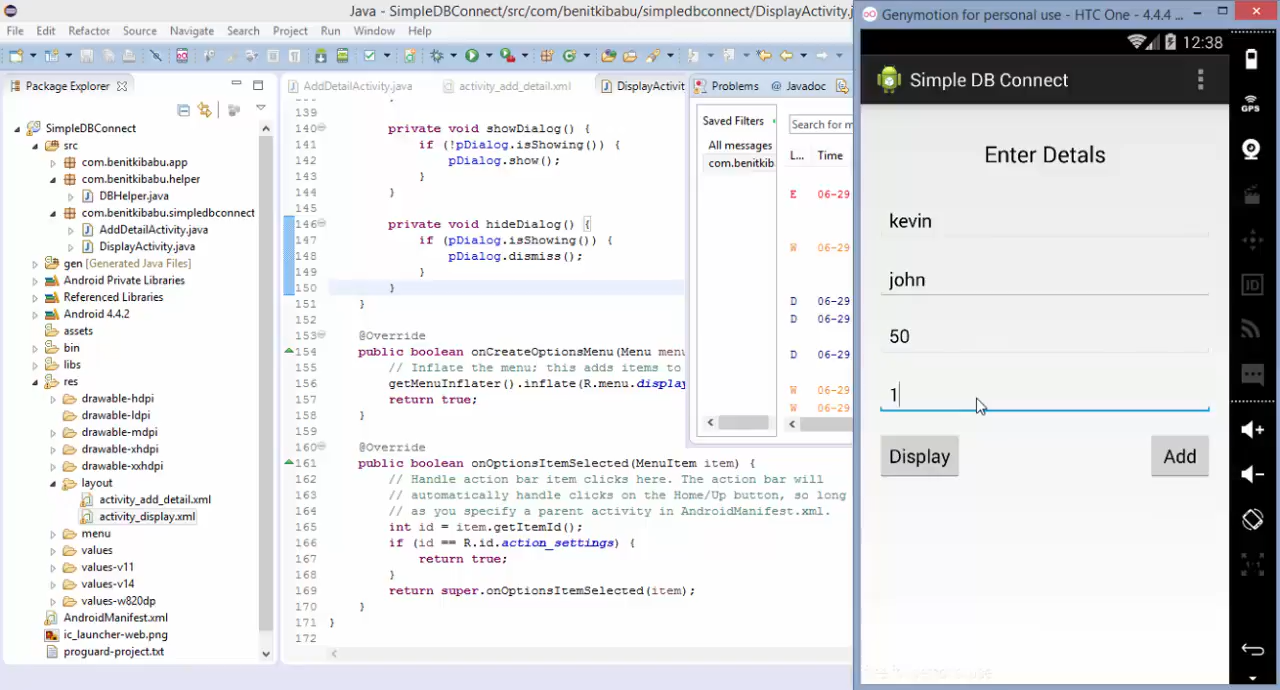 Java - SimpleDBConnect/src/com/benitkibabu/simpledbconnect/DisplayActivity.j
File Edit Refactor Source Navigate Search Project Run Window Help
Package Explorer
SimpleDBConnect
src
com.benitkibabu.app
com.benitkibabu.helper
DBHelper.java
com.benitkibabu.simpledbconnect
AddDetailActivity.java
DisplayActivity.java
gen [Generated Java Files]
Android Private Libraries
Referenced Libraries
Android 4.4.2
assets
bin
libs
res
drawable-hdpi
drawable-ldpi
drawable-mdpi
drawable-xhdpi
drawable-xxhdpi
layout
activity_add_detail.xml
activity_display.xml
menu
values
values-v11
values-v14
values-w820dp
AndroidManifest.xml
ic_launcher-web.png
proguard-project.txt
AddDetailActivity.java activity_add_detail.xml DisplayActivit
139
140 private void showDialog() {
141 if (!pDialog.isShowing()) {
142 pDialog.show();
143 }
144 }
145
146 private void hideDialog() {
147 if (pDialog.isShowing()) {
148 pDialog.dismiss();
149 }
150 }
151 }
152
153 @Override
154 public boolean onCreateOptionsMenu(Menu menu
155 // Inflate the menu; this adds items to
156 getMenuInflater().inflate(R.menu.display
157 return true;
158 }
159
160 @Override
161 public boolean onOptionsItemSelected(MenuItem item) {
162 // Handle action bar item clicks here. The action bar will
163 // automatically handle clicks on the Home/Up button, so long
164 // as you specify a parent activity in AndroidManifest.xml.
165 int id = item.getItemId();
166 if (id == R.id.action_settings) {
167 return true;
168 }
169 return super.onOptionsItemSelected(item);
170 }
171 }
172
Problems @ Javadoc
Saved Filters
All messages
com.benitkib
Search for m
L... Time
E 06-29
W 06-29
D 06-29
D 06-29
D 06-29
W 06-29
W 06-29
Genymotion for personal use - HTC One - 4.4.4 ...
12:38
Simple DB Connect
Enter Detals
kevin
john
50
1
Display
Add
GPS
ID
1-1